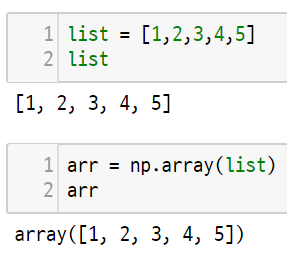 1 list = [1,2,3,4,5]
2 list
[1, 2, 3, 4, 5]
1 arr = np.array(list)
2 arr
array([1, 2, 3, 4, 5])